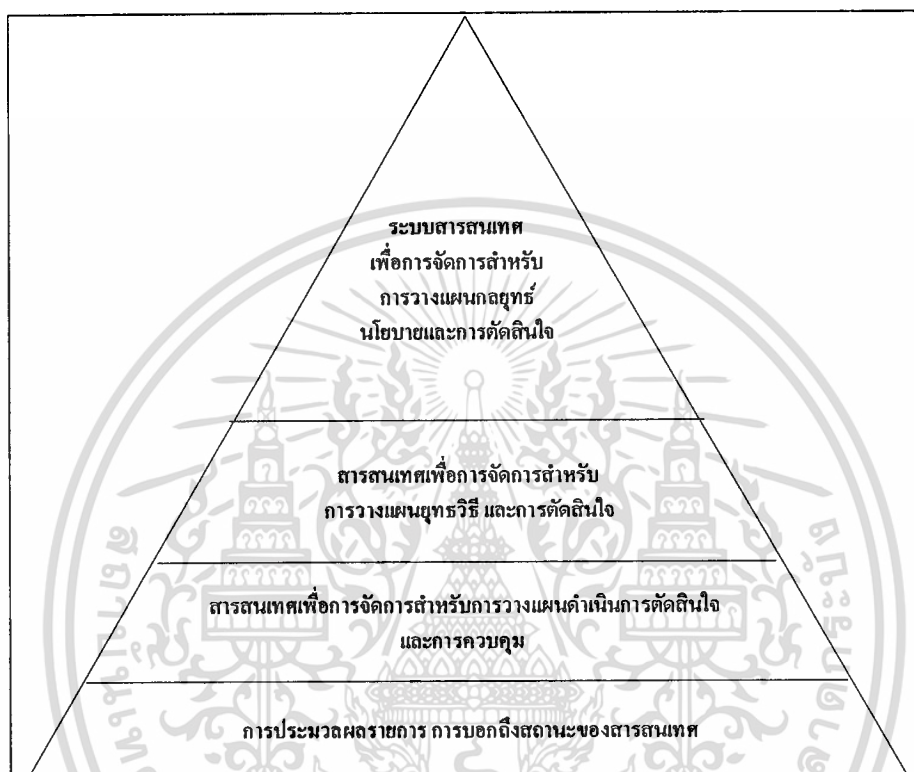 ระบบสารสนเทศ
เพื่อการจัดการสำหรับ
การวางแผนกลยุทธ์
นโยบายและการตัดสินใจ
สารสนเทศเพื่อการจัดการสำหรับ
การวางแผนยุทธวิธี และการตัดสินใจ
สารสนเทศเพื่อการจัดการสำหรับการวางแผนดำเนินการตัดสินใจ
และการควบคุม
การประมวลผลรายการ การบอกถึงสถานะของสารสนเทศ